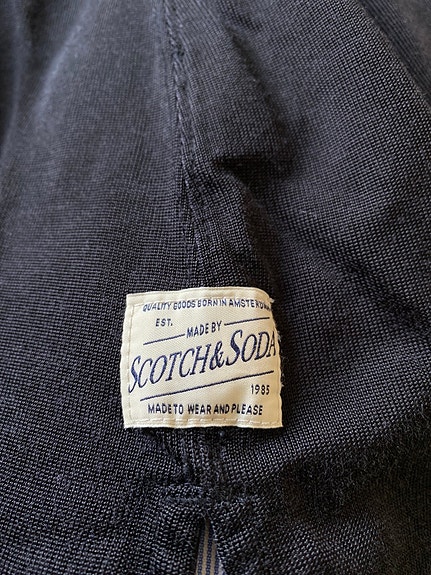 QUALITY GOODS BORN IN AMSTERDAM
EST.
MADE BY
SCOTCH&SODA
1985
MADE TO WEAR AND PLEASE